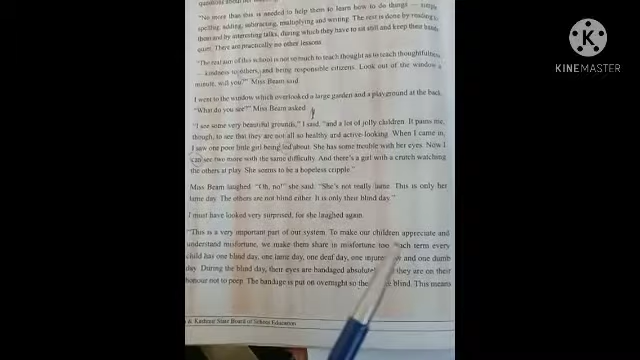 questions about her
"No more than this is needed to help them to learn how to do things — simple
spelling, adding, subtracting, multiplying and writing. The rest is done by reading to
them and by interesting talks, during which they have to sit still and keep their hands
quiet. They are practically no other lessons.
"The real aim of this school is not so much to teach thought as to teach thoughtfulness
— kindness to others, and being responsible citizens. Look out of the window a
minute, will you?" Miss Beam said.
I went to the window which overlooked a large garden and a playground at the back.
"What do you see?" Miss Beam asked.
"I see some very beautiful grounds," I said, "and a lot of jolly children. It pains me,
though, to see that they are not all so healthy and active-looking. When I came in,
I saw one poor little girl being led about. She has some trouble with her eyes. Now I
can see two more with the same difficulty. And there's a girl with a crutch watching
the others at play. She seems to be a hopeless cripple."
Miss Beam laughed. "Oh, no!" she said. "She's not really lame. This is only her
lame day. The others are not blind either. It is only their blind day."
I must have looked very surprised, for she laughed again.
"This is a very important part of our system. To make our children appreciate and
understand misfortune, we make them share in misfortune too. Each term every
child has one blind day, one lame day, one deaf day, one injured and one dumb
day. During the blind day, their eyes are bandaged absolutely they are on their
honour not to peep. The bandage is put on overnight so the blind. This means
& Kashmir State Board of School Education
KINEMASTER